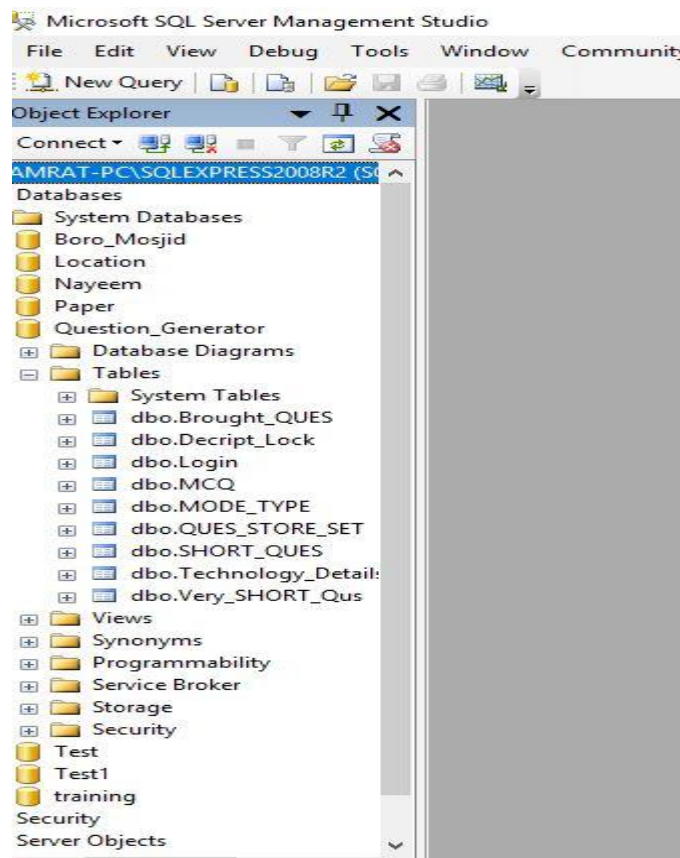 Microsoft SQL Server Management Studio
File Edit View Debug Tools Window Community
New Query
Object Explorer
Connect
AMRAT-PC\SQLEXPRESS2008R2 (SQ
Databases
System Databases
Boro_Mosjid
Location
Nayeem
Paper
Question_Generator
Database Diagrams
Tables
System Tables
dbo.Brought_QUES
dbo.Decript_Lock
dbo.Login
dbo.MCQ
dbo.MODE_TYPE
dbo.QUES_STORE_SET
dbo.SHORT_QUES
dbo.Technology_Details
dbo.Very_SHORT_Qus
Views
Synonyms
Programmability
Service Broker
Storage
Security
Test
Test1
training
Security
Server Objects